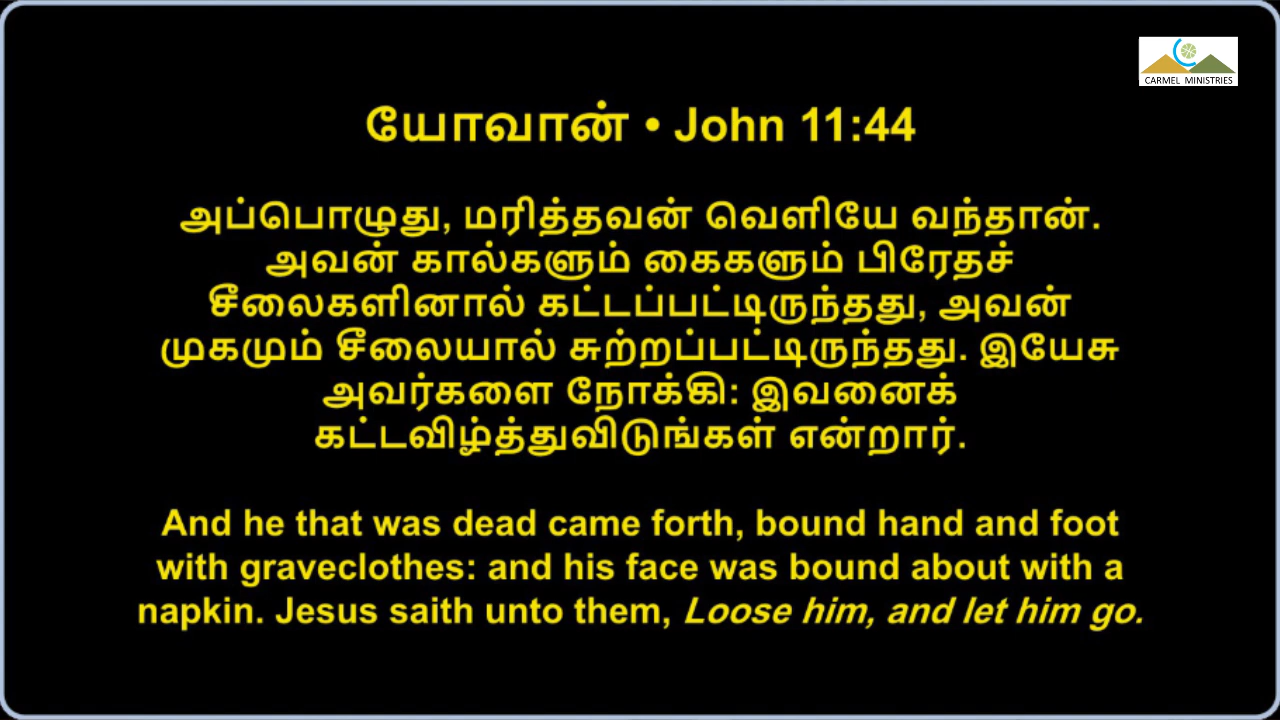 CARMEL MINISTRIES
யோவான் • John 11:44
அப்பொழுது, மரித்தவன் வெளியே வந்தான்.
அவன் கால்களும் கைகளும் பிரேதச்
சீலைகளினால் கட்டப்பட்டிருந்தது, அவன்
முகமும் சீலையால் சுற்றப்பட்டிருந்தது. இயேசு
அவர்களை நோக்கி: இவனைக்
கட்டவிழ்த்துவிடுங்கள் என்றார்.
And he that was dead came forth, bound hand and foot
with graveclothes: and his face was bound about with a
napkin. Jesus saith unto them, Loose him, and let him go.